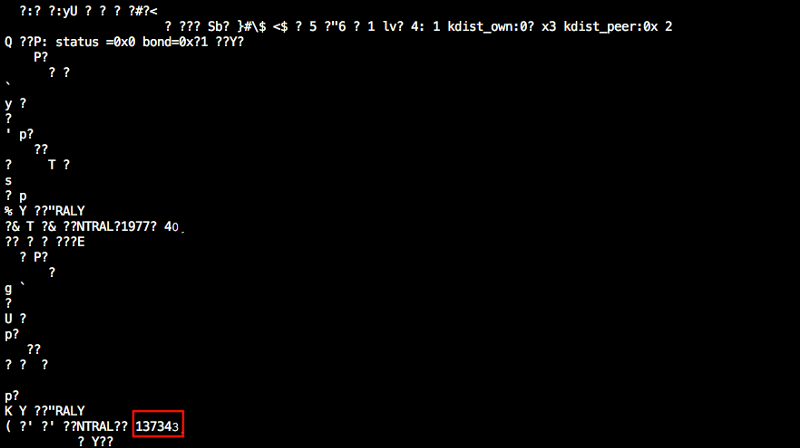 ?:? ?:yU ? ? ? ?#?<
? ??? Sb? }#\$ <$ ? 5 ?"6 ? 1 lv? 4: 1 kdist_own:0? x3 kdist_peer:0x 2
Q ??P: status =0x0 bond=0x?1 ??Y?
P?
? ?
`
y ?
?
' p?
??
? T ?
s
? p
% Y ??"RALY
?& T ?& ??NTRAL?1977? 40
?? ? ? ???E
? P?
?
g `
?
U ?
p?
??
? ? ?
p?
K Y ??"RALY
( ?' ?' ??NTRAL?? 137343
? Y??